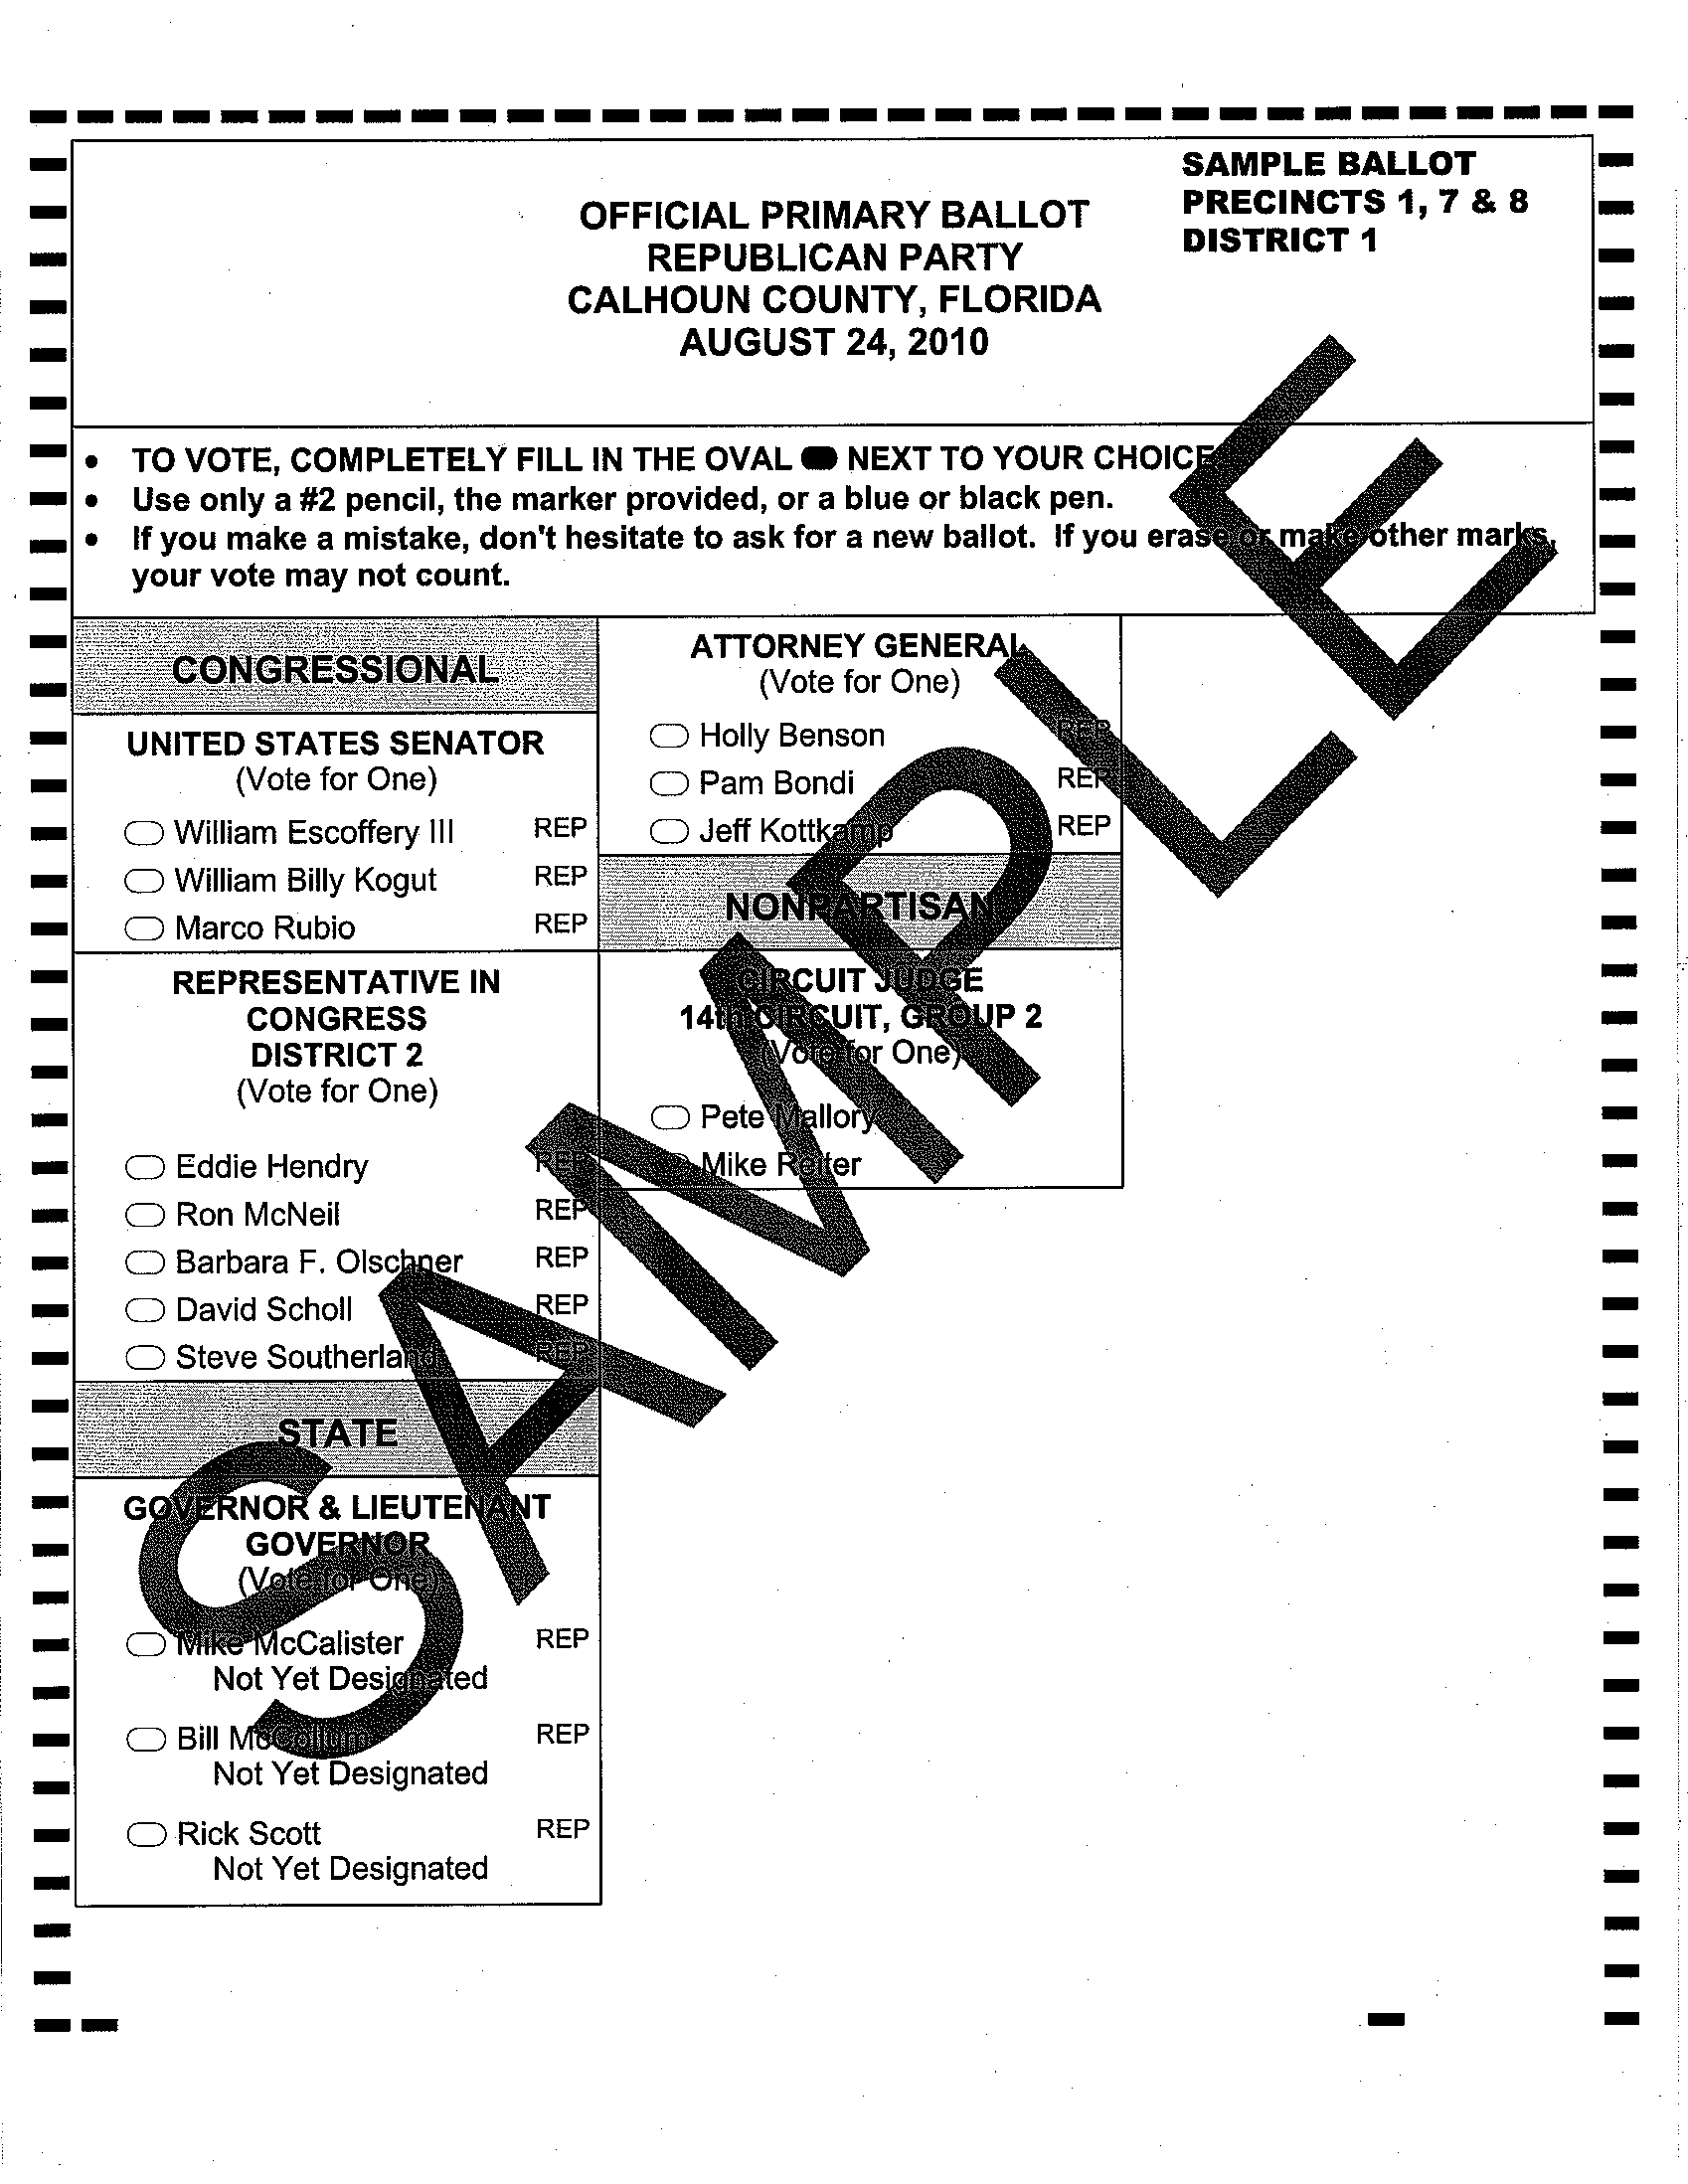 SAMPLE BALLOT
PRECINCTS 1, 7 & 8
DISTRICT 1
OFFICIAL PRIMARY BALLOT
REPUBLICAN PARTY
CALHOUN COUNTY, FLORIDA
AUGUST 24, 2010
• TO VOTE, COMPLETELY FILL IN THE OVAL NEXT TO YOUR CHOICE
• Use only a #2 pencil, the marker provided, or a blue or black pen.
• If you make a mistake, don't hesitate to ask for a new ballot. If you erase or make other marks,
your vote may not count.
CONGRESSIONAL
UNITED STATES SENATOR
(Vote for One)
William Escoffery III REP
William Billy Kogut REP
Marco Rubio REP
REPRESENTATIVE IN
CONGRESS
DISTRICT 2
(Vote for One)
Eddie Hendry REP
Ron McNeil REP
Barbara F. Olschner REP
David Scholl REP
Steve Southerland REP
STATE
GOVERNOR & LIEUTENANT
GOVERNOR
(Vote for One)
Mike McCalister REP
Not Yet Designated
Bill McCollum REP
Not Yet Designated
Rick Scott REP
Not Yet Designated
ATTORNEY GENERAL
(Vote for One)
Holly Benson REP
Pam Bondi REP
Jeff Kottkamp REP
NONPARTISAN
CIRCUIT JUDGE
14th CIRCUIT, GROUP 2
(Vote for One)
Pete Mallory
Mike Reiter
SAMPLE